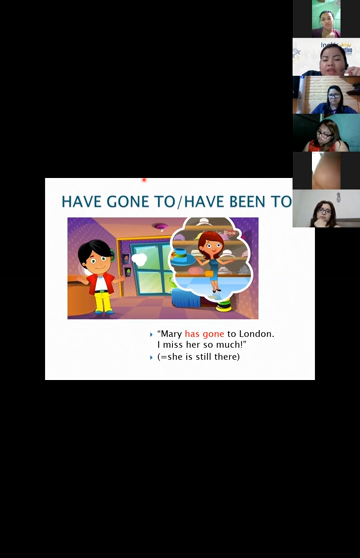 HAVE GONE TO/HAVE BEEN TO
"Mary has gone to London.
I miss her so much!"
(=she is still there)